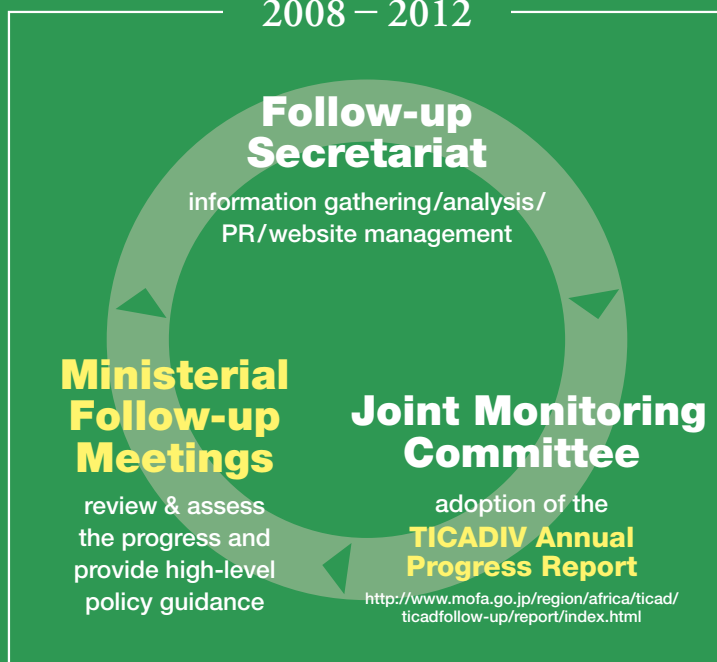 2008 – 2012
Follow-up
Secretariat
information gathering/analysis/
PR/website management
Ministerial
Follow-up
Meetings
review & assess
the progress and
provide high-level
policy guidance
Joint Monitoring
Committee
adoption of the
TICADIV Annual
Progress Report
http://www.mofa.go.jp/region/africa/ticad/
ticadfollow-up/report/index.html